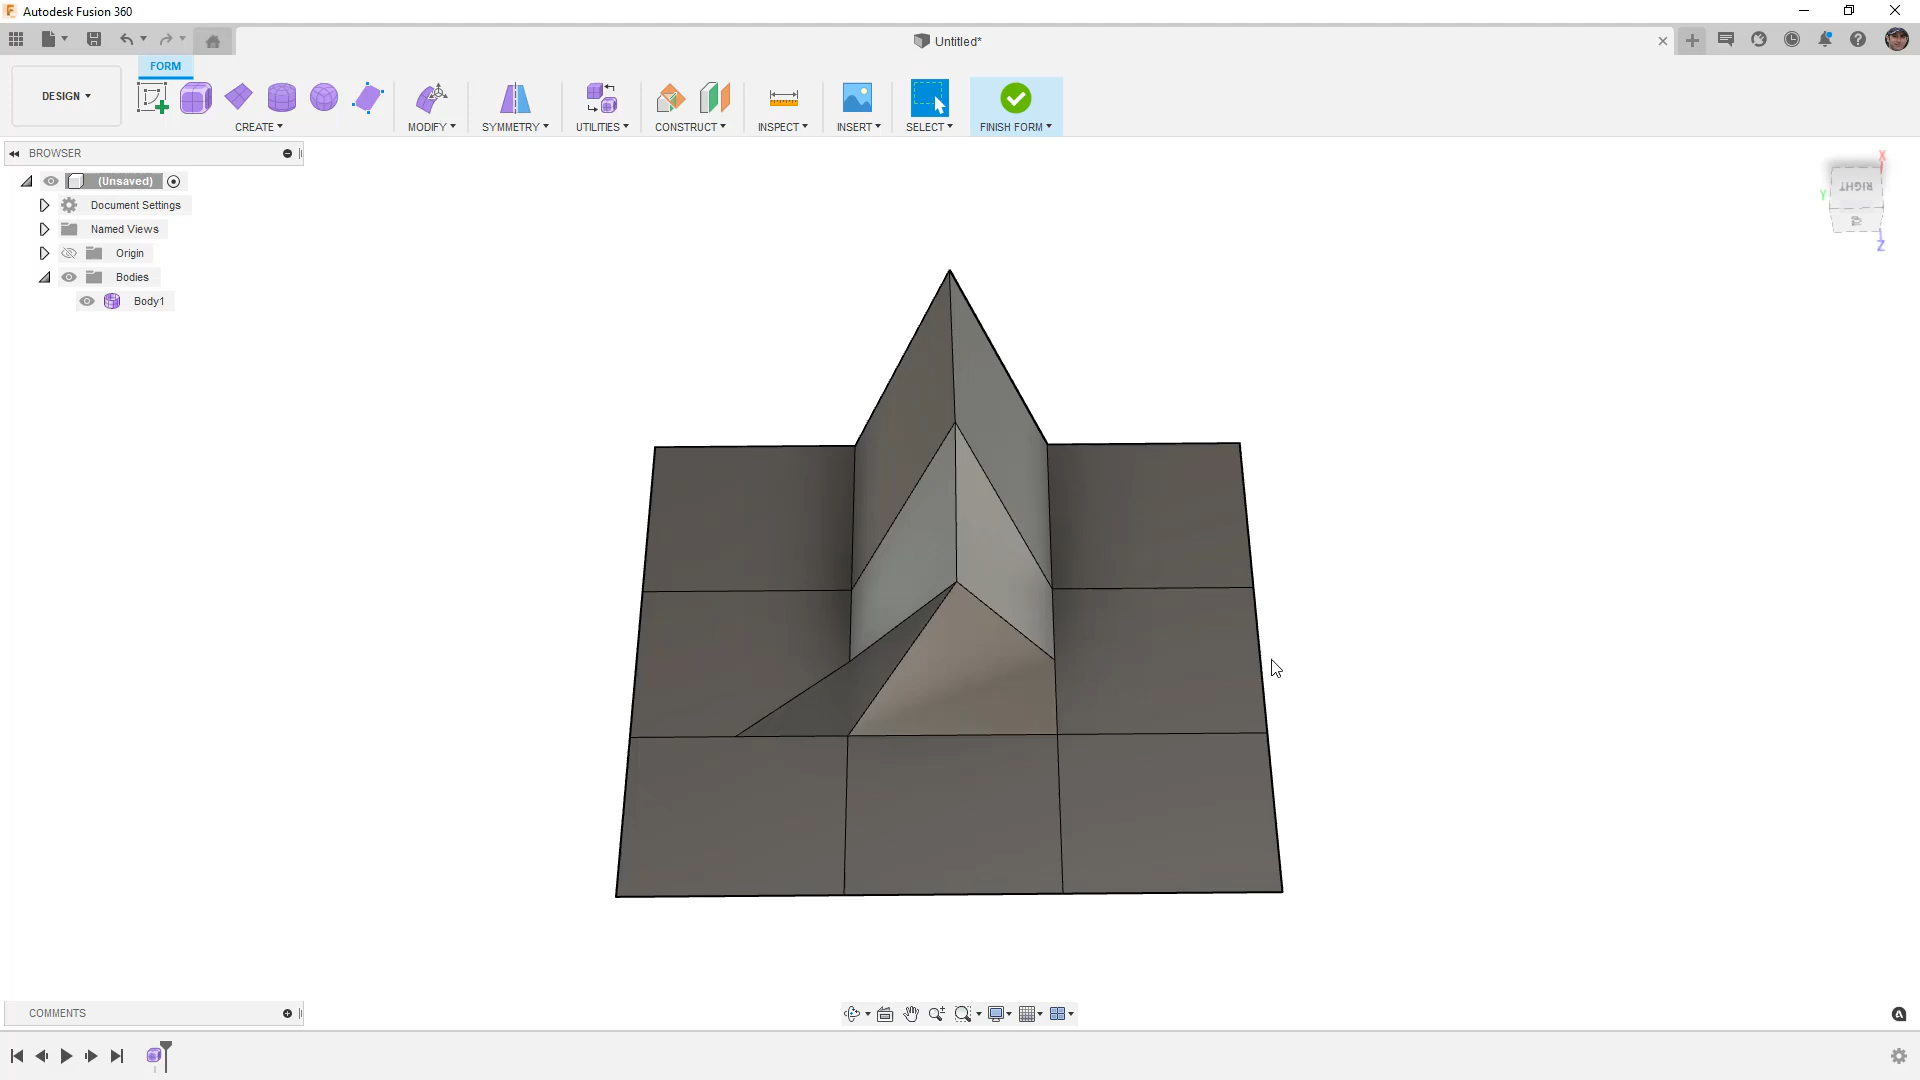 Autodesk Fusion 360
Untitled*
FORM
DESIGN
CREATE
MODIFY
SYMMETRY
UTILITIES
CONSTRUCT
INSPECT
INSERT
SELECT
FINISH FORM
BROWSER
(Unsaved)
Document Settings
Named Views
Origin
Bodies
Body1
X
RIGHT
Y
Z
COMMENTS